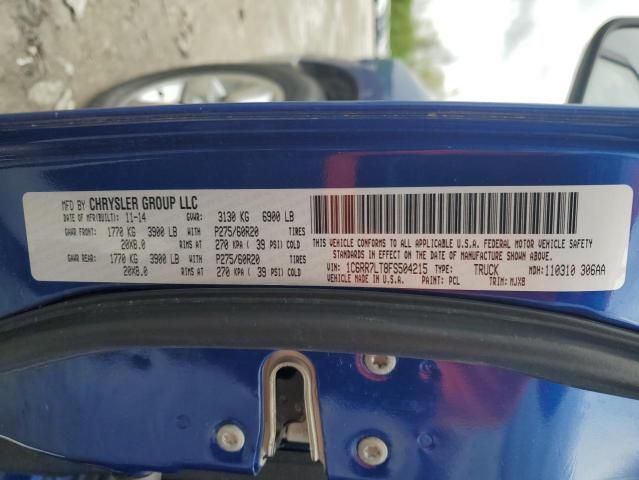 MFD BY CHRYSLER GROUP LLC
DATE OF MFR(BUILT): 11-14 GVWR: 3130 KG 6900 LB
GAWR FRONT: 1770 KG 3900 LB WITH P275/60R20 TIRES
20X8.0 RIMS AT 270 KPA ( 39 PSI) COLD
GAWR REAR: 1770 KG 3900 LB WITH P275/60R20 TIRES
20X8.0 RIMS AT 270 KPA ( 39 PSI) COLD
THIS VEHICLE CONFORMS TO ALL APPLICABLE U.S.A. FEDERAL MOTOR VEHICLE SAFETY
STANDARDS IN EFFECT ON THE DATE OF MANUFACTURE SHOWN ABOVE.
VIN: 1C6RR7LT8FS504215 TYPE: TRUCK MDH: 110310 306AA
VEHICLE MADE IN U.S.A. PAINT: PCL TRIM: MJX8